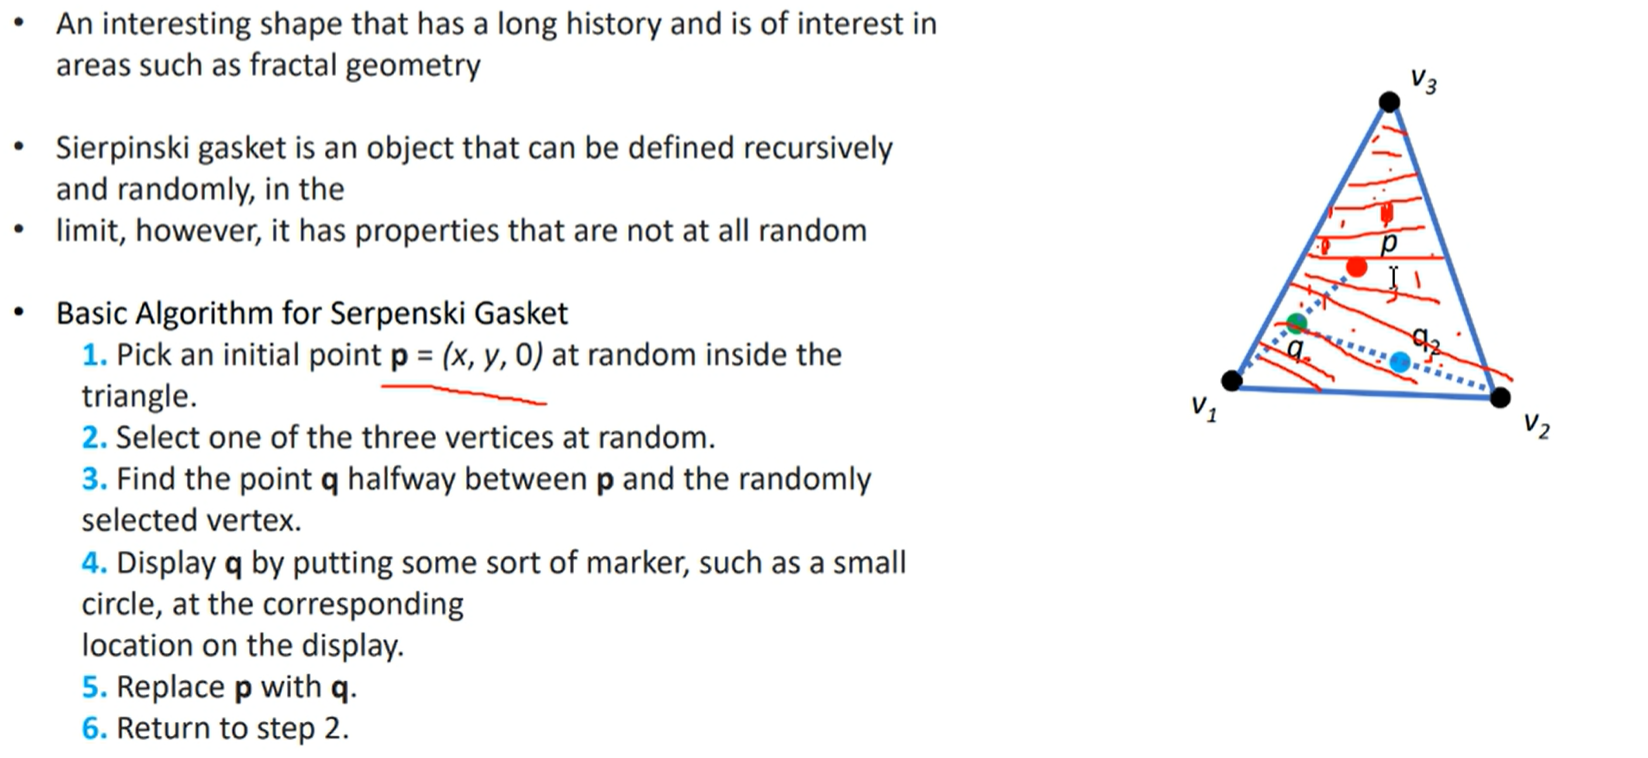 • An interesting shape that has a long history and is of interest in
areas such as fractal geometry
• Sierpinski gasket is an object that can be defined recursively
and randomly, in the
• limit, however, it has properties that are not at all random
• Basic Algorithm for Serpenski Gasket
1. Pick an initial point p = (x, y, 0) at random inside the
triangle.
2. Select one of the three vertices at random.
3. Find the point q halfway between p and the randomly
selected vertex.
4. Display q by putting some sort of marker, such as a small
circle, at the corresponding
location on the display.
5. Replace p with q.
6. Return to step 2.
v3
p
q2
q
v1
v2